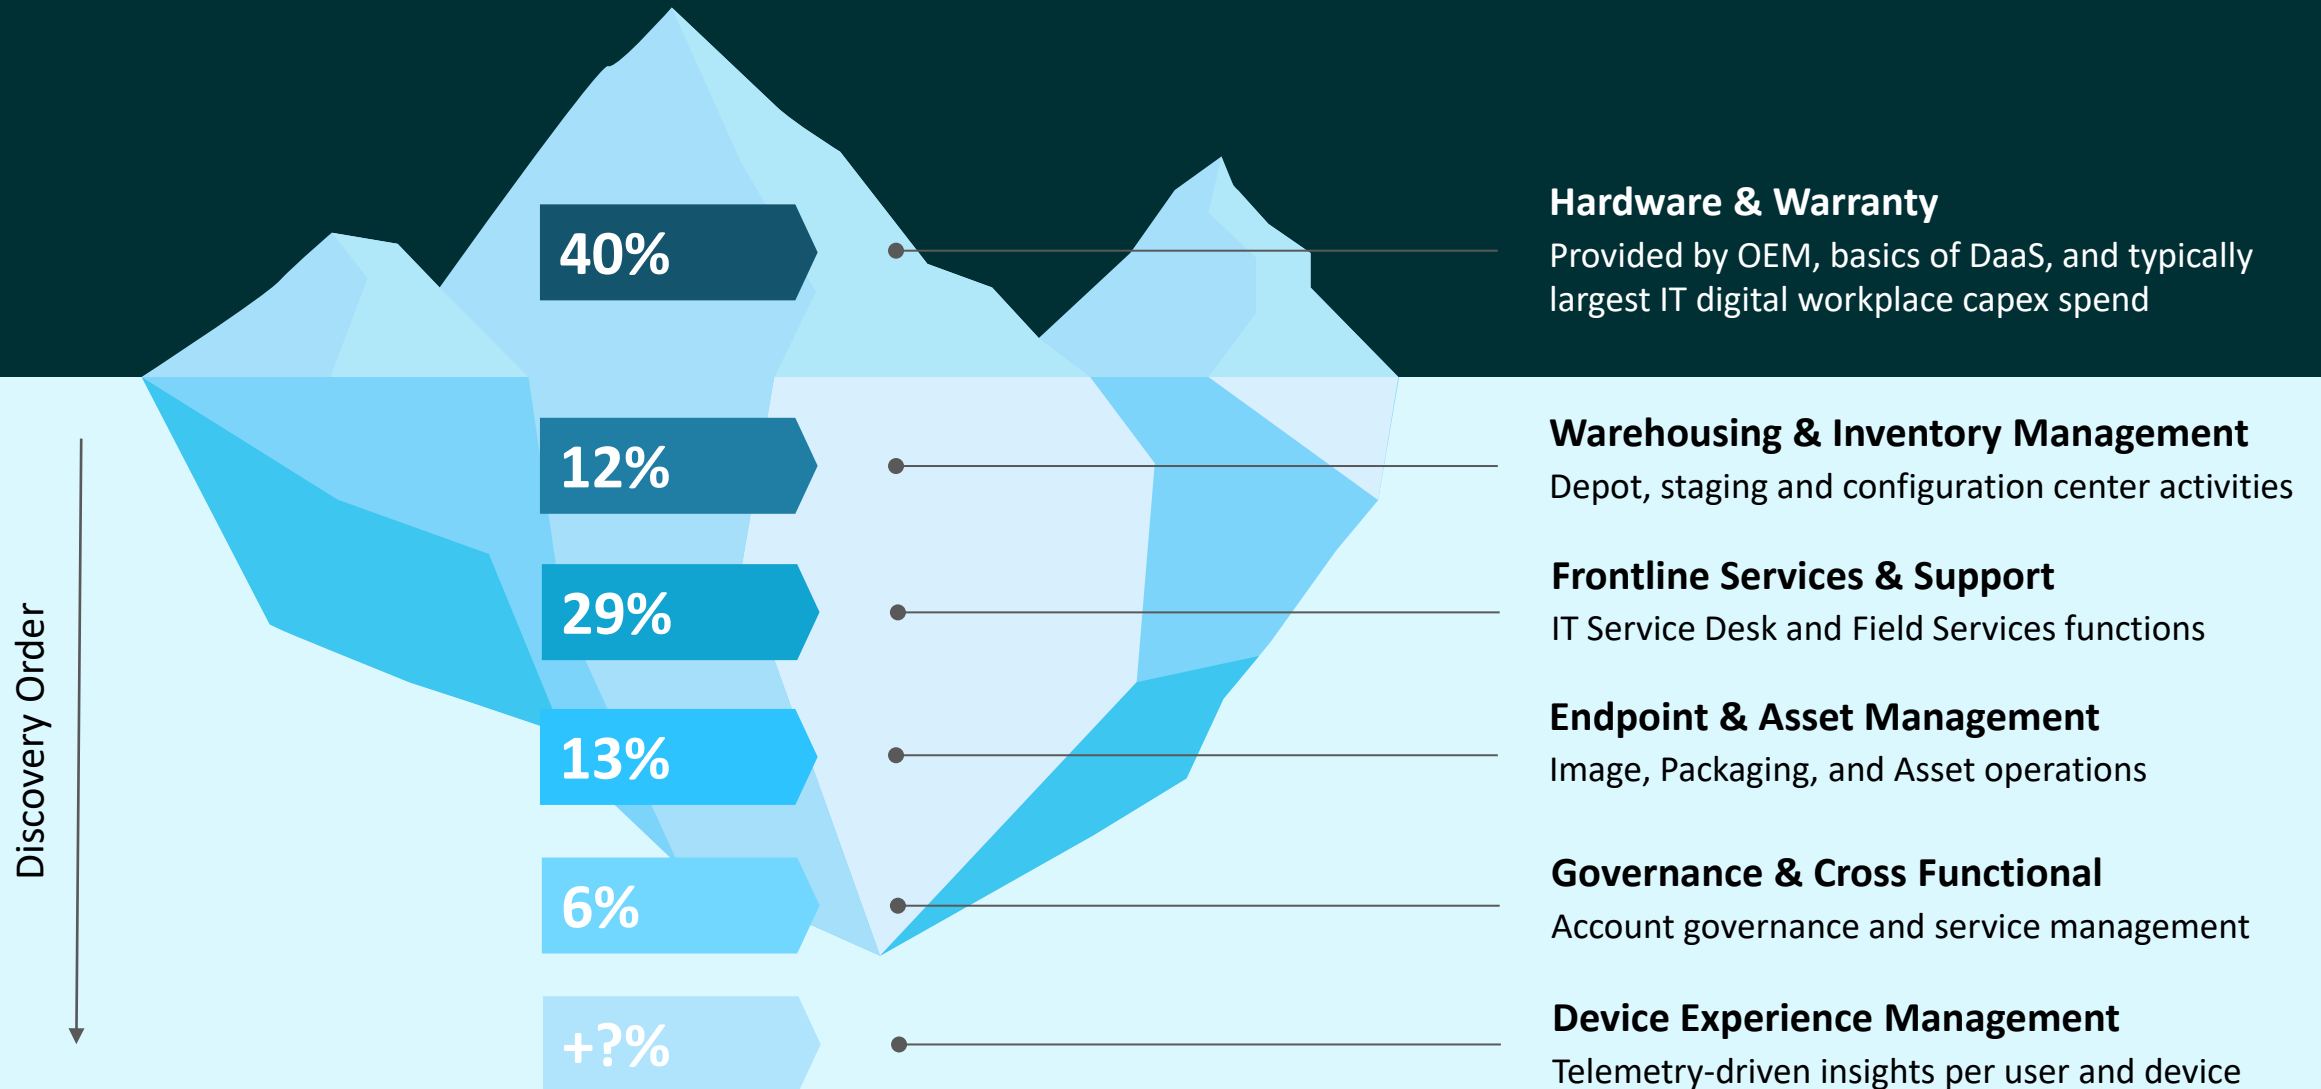 40%
Hardware & Warranty
Provided by OEM, basics of DaaS, and typically
largest IT digital workplace capex spend
Discovery Order
12%
Warehousing & Inventory Management
Depot, staging and configuration center activities
29%
Frontline Services & Support
IT Service Desk and Field Services functions
13%
Endpoint & Asset Management
Image, Packaging, and Asset operations
6%
Governance & Cross Functional
Account governance and service management
+?%
Device Experience Management
Telemetry-driven insights per user and device